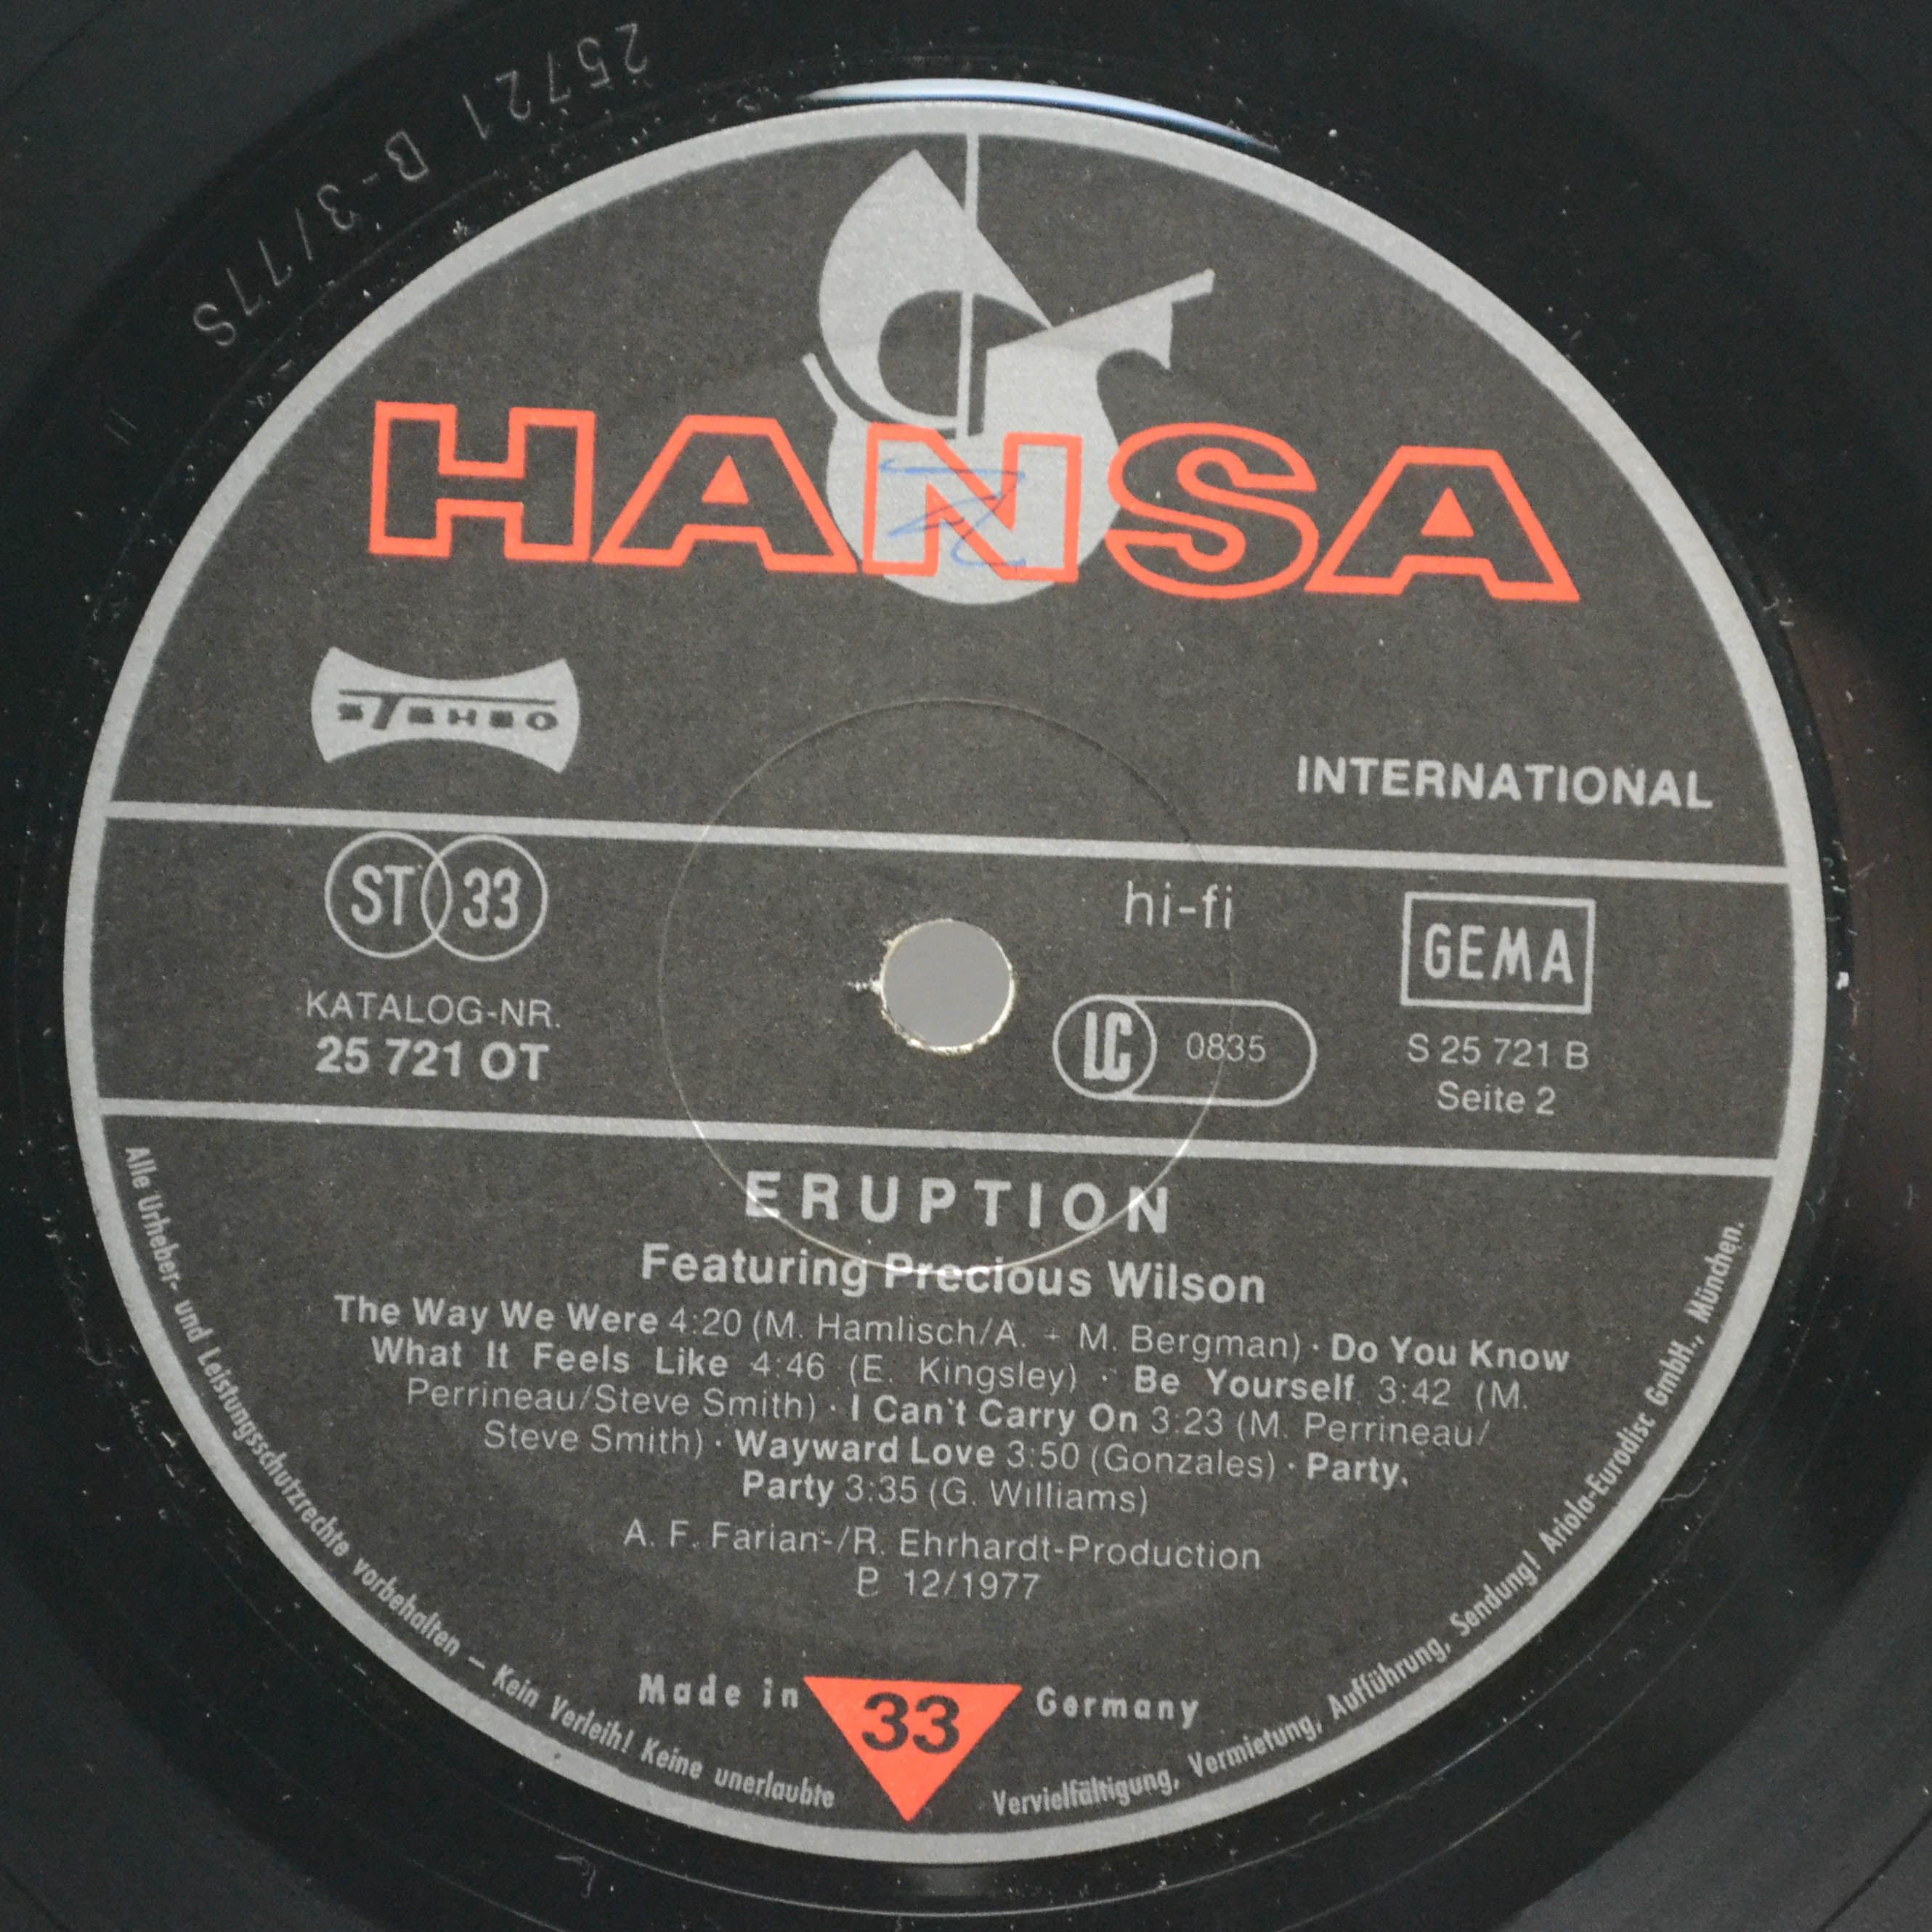 25721 B-3/77S
HANSA
STEREO
INTERNATIONAL
ST 33
hi-fi
GEMA
KATALOG-NR.
25 721 OT
LC 0835
S 25 721 B
Seite 2
ERUPTION
Featuring Precious Wilson
The Way We Were 4:20 (M. Hamlisch/A. + M. Bergman) · Do You Know
What It Feels Like 4:46 (E. Kingsley) · Be Yourself 3:42 (M.
Perrineau/Steve Smith) · I Can't Carry On 3:23 (M. Perrineau/
Steve Smith) · Wayward Love 3:50 (Gonzales) · Party,
Party 3:35 (G. Williams)
A. F. Farian-/R. Ehrhardt-Production
P 12/1977
Made in 33 Germany
Alle Urheber- und Leistungsschutzrechte vorbehalten – Kein Verleih! Keine unerlaubte Vervielfältigung, Vermietung, Aufführung, Sendung! Ariola-Eurodisc GmbH., München.